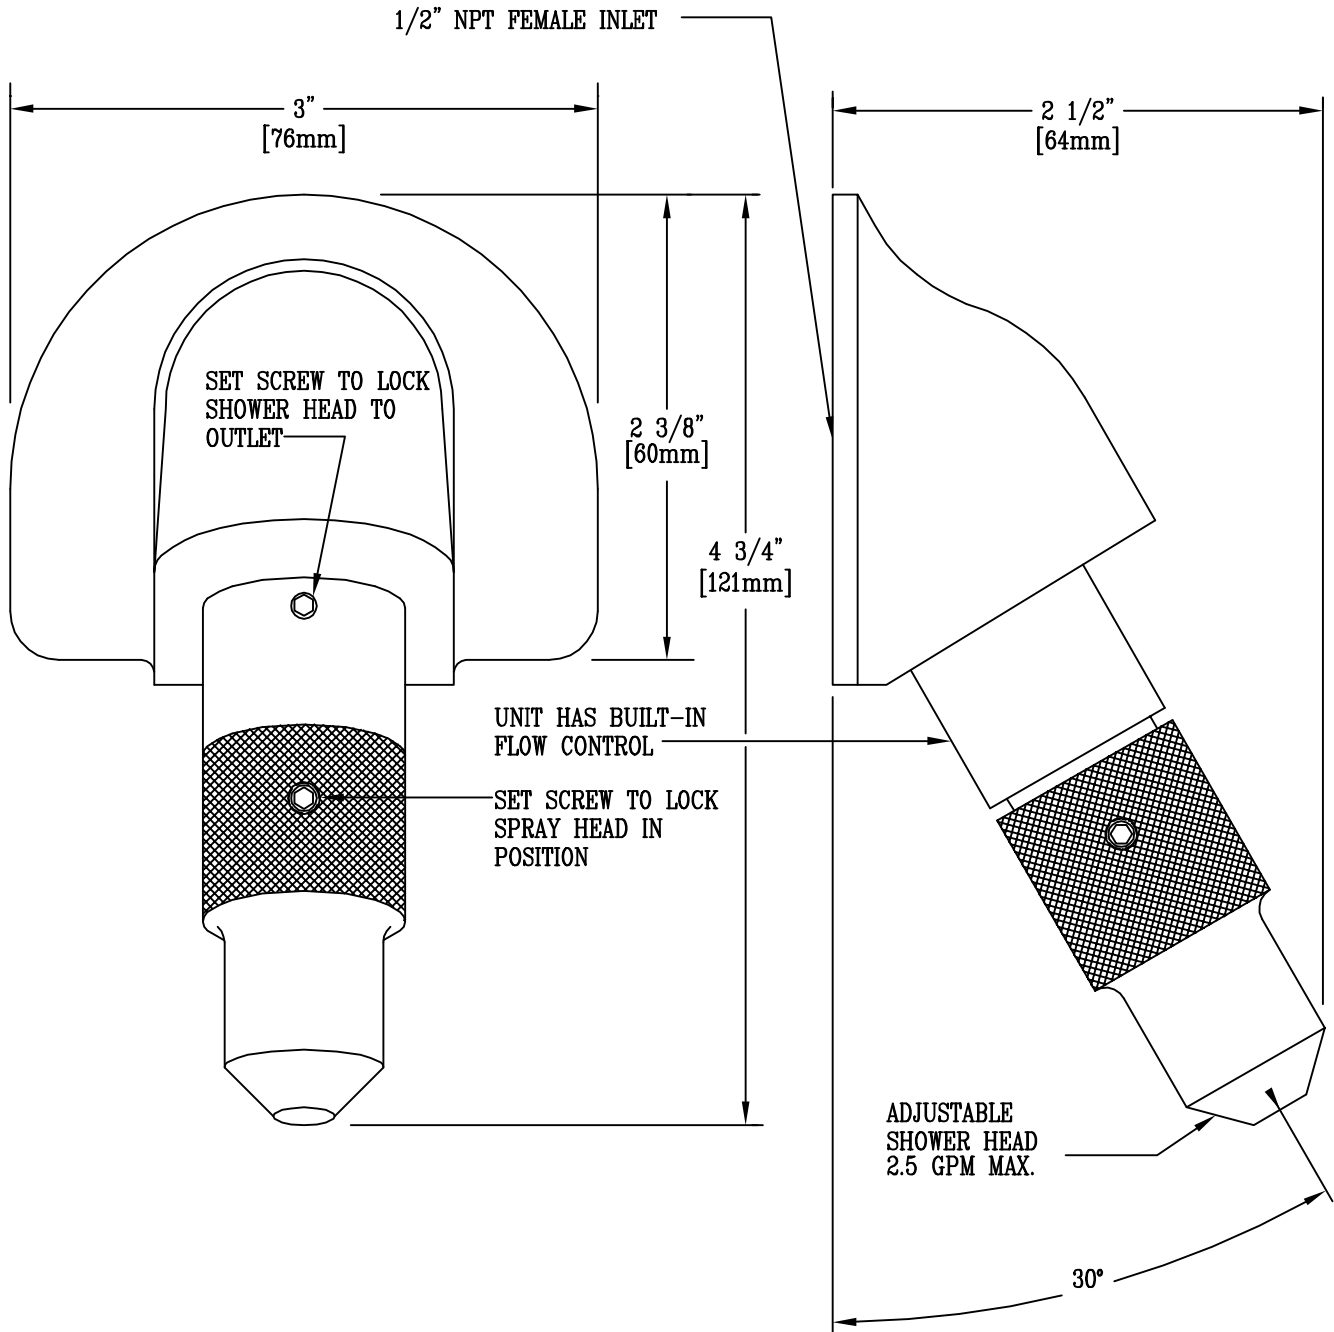 1/2” NPT FEMALE INLET
3”
[76mm]
2 1/2”
[64mm]
SET SCREW TO LOCK
SHOWER HEAD TO
OUTLET
2 3/8”
[60mm]
4 3/4”
[121mm]
UNIT HAS BUILT-IN
FLOW CONTROL
SET SCREW TO LOCK
SPRAY HEAD IN
POSITION
ADJUSTABLE
SHOWER HEAD
2.5 GPM MAX.
30°